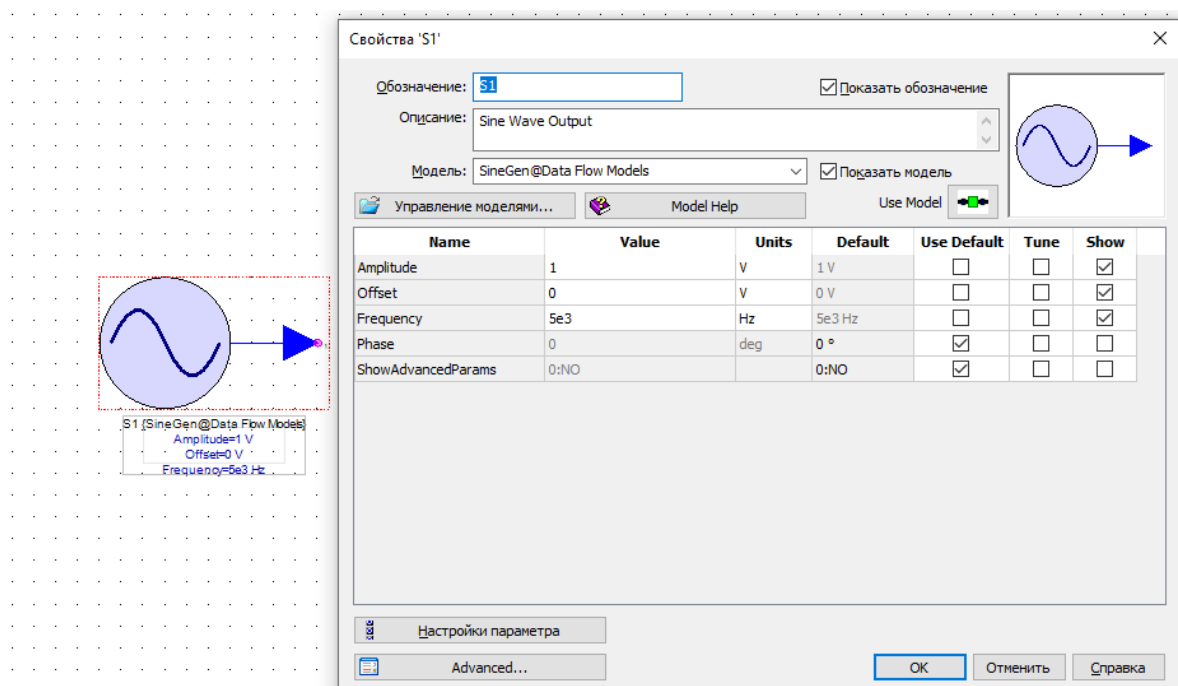 Свойства 'S1'
Обозначение: S1
Показать обозначение
Описание: Sine Wave Output
Модель: SineGen@Data Flow Models
Показать модель
Управление моделями...
Model Help
Use Model
Name Value Units Default Use Default Tune Show
Amplitude 1 V 1 V
Offset 0 V 0 V
Frequency 5e3 Hz 5e3 Hz
Phase 0 deg 0 °
ShowAdvancedParams 0:NO 0:NO
1
S1 {SineGen@Data Flow Models}
Amplitude=1 V
Offset=0 V
Frequency=5e3 Hz
Настройки параметра
Advanced...
OK
Отменить
Справка